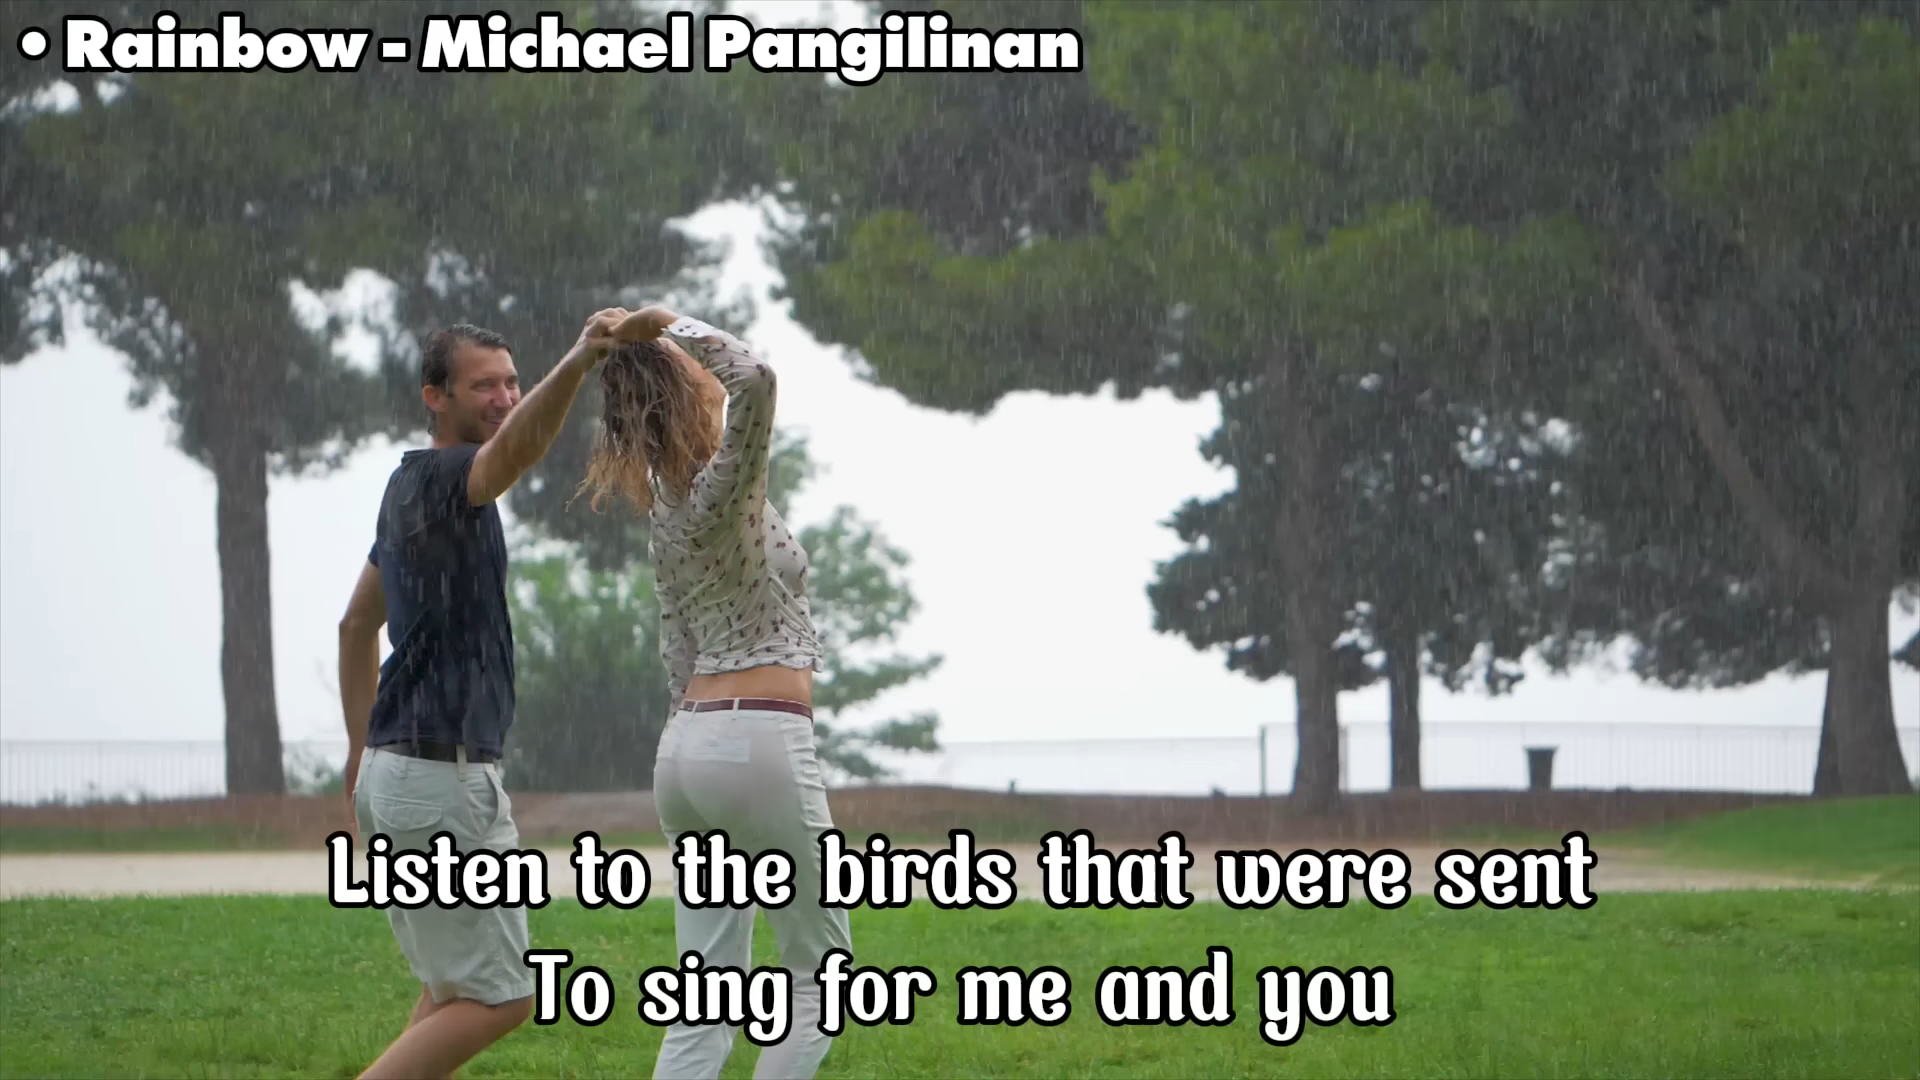 • Rainbow - Michael Pangilinan
Listen to the birds that were sent
To sing for me and you